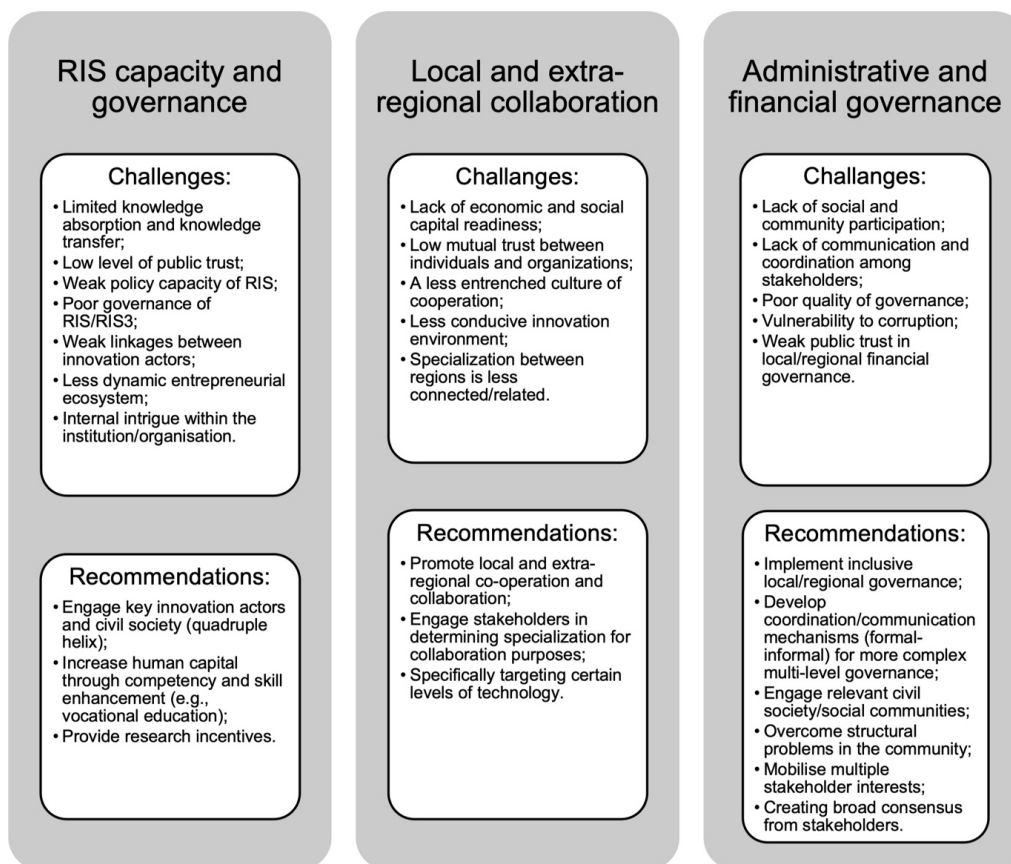 RIS capacity and
governance
Challenges:
• Limited knowledge
absorption and knowledge
transfer;
• Low level of public trust;
• Weak policy capacity of RIS;
• Poor governance of
RIS/RIS3;
• Weak linkages between
innovation actors;
• Less dynamic entrepreneurial
ecosystem;
• Internal intrigue within the
institution/organisation.
Recommendations:
• Engage key innovation actors
and civil society (quadruple
helix);
• Increase human capital
through competency and skill
enhancement (e.g.,
vocational education);
• Provide research incentives.
Local and extra-
regional collaboration
Challanges:
• Lack of economic and social
capital readiness;
• Low mutual trust between
individuals and organizations;
• A less entrenched culture of
cooperation;
• Less conducive innovation
environment;
• Specialization between
regions is less
connected/related.
Recommendations:
• Promote local and extra-
regional co-operation and
collaboration;
• Engage stakeholders in
determining specialization for
collaboration purposes;
• Specifically targeting certain
levels of technology.
Administrative and
financial governance
Challanges:
• Lack of social and
community participation;
• Lack of communication and
coordination among
stakeholders;
• Poor quality of governance;
• Vulnerability to corruption;
• Weak public trust in
local/regional financial
governance.
Recommendations:
• Implement inclusive
local/regional governance;
• Develop
coordination/communication
mechanisms (formal-
informal) for more complex
multi-level governance;
• Engage relevant civil
society/social communities;
• Overcome structural
problems in the community;
• Mobilise multiple
stakeholder interests;
• Creating broad consensus
from stakeholders.